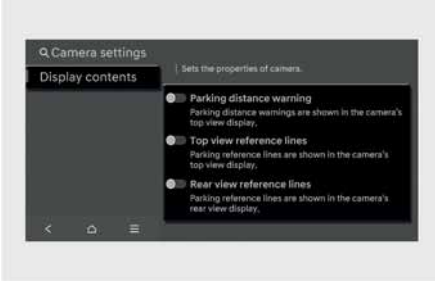 Camera settings
Display contents
Sets the properties of camera.
Parking distance warning
Parking distance warnings are shown in the camera's
top view display.
Top view reference lines
Parking reference lines are shown in the camera's
top view display.
Rear view reference lines
Parking reference lines are shown in the camera's
rear view display.